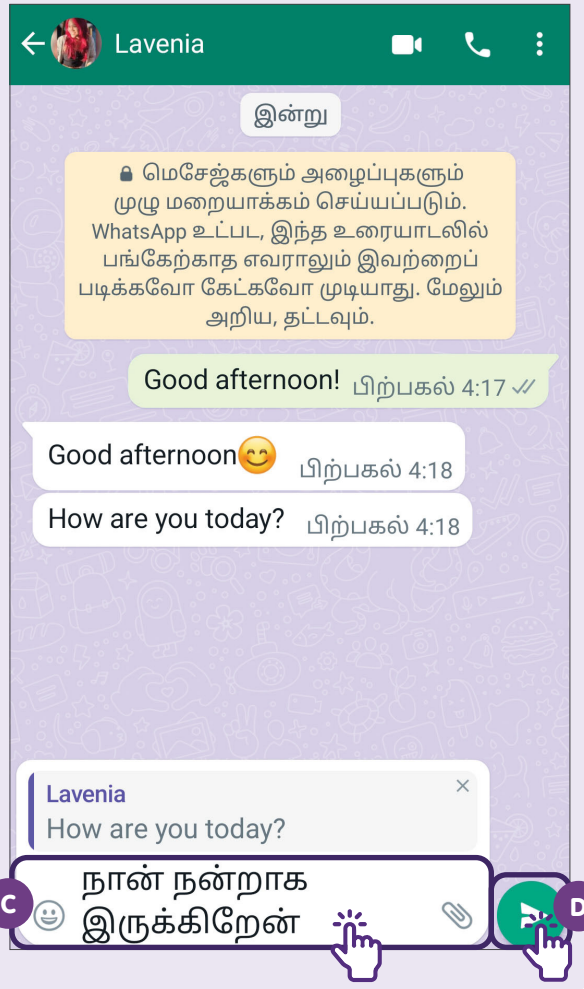 Lavenia
இன்று
மெசேஜ்களும் அழைப்புகளும்
முழு மறையாக்கம் செய்யப்படும்.
WhatsApp உட்பட, இந்த உரையாடலில்
பங்கேற்காத எவராலும் இவற்றைப்
படிக்கவோ கேட்கவோ முடியாது. மேலும்
அறிய, தட்டவும்.
Good afternoon! பிற்பகல் 4:17
Good afternoon😊 பிற்பகல் 4:18
How are you today? பிற்பகல் 4:18
Lavenia
How are you today?
நான் நன்றாக
இருக்கிறேன்
C
D